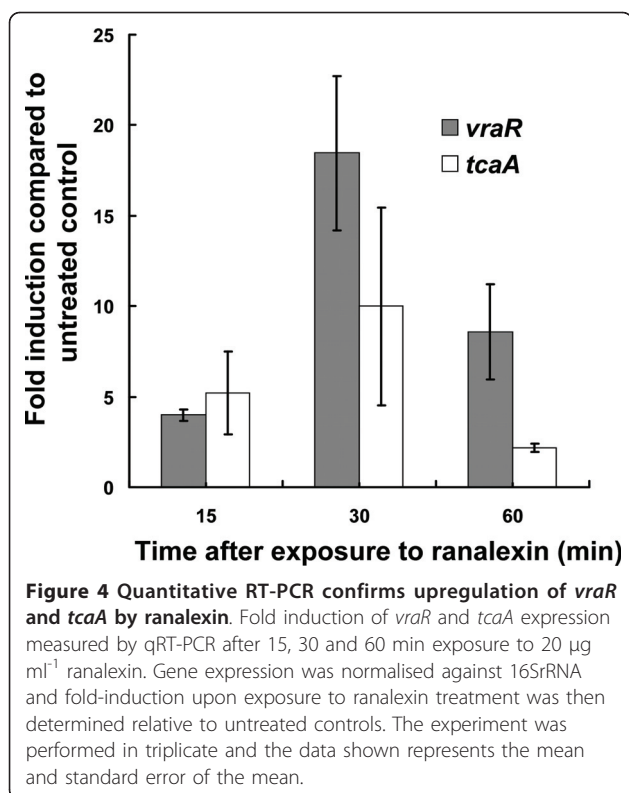 25
20
15
10
5
0
Fold induction compared to
untreated control
vraR
tcaA
15 30 60
Time after exposure to ranalexin (min)
Figure 4 Quantitative RT-PCR confirms upregulation of vraR
and tcaA by ranalexin. Fold induction of vraR and tcaA expression
measured by qRT-PCR after 15, 30 and 60 min exposure to 20 μg
ml-1 ranalexin. Gene expression was normalised against 16SrRNA
and fold-induction upon exposure to ranalexin treatment was then
determined relative to untreated controls. The experiment was
performed in triplicate and the data shown represents the mean
and standard error of the mean.